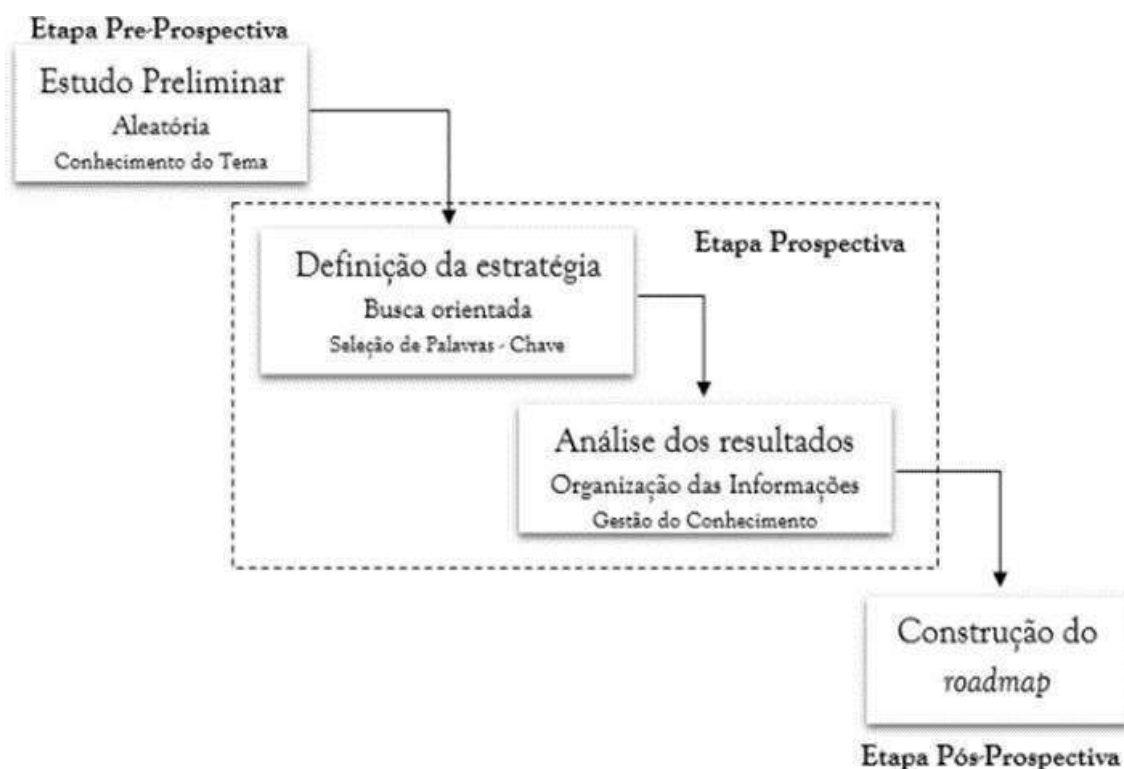 Etapa Pre-Prospectiva
Estudo Preliminar
Aleatória
Conhecimento do Tema
Etapa Prospectiva
Definição da estratégia
Busca orientada
Seleção de Palavras - Chave
Análise dos resultados
Organização das Informações
Gestão do Conhecimento
Construção do
roadmap
Etapa Pós-Prospectiva